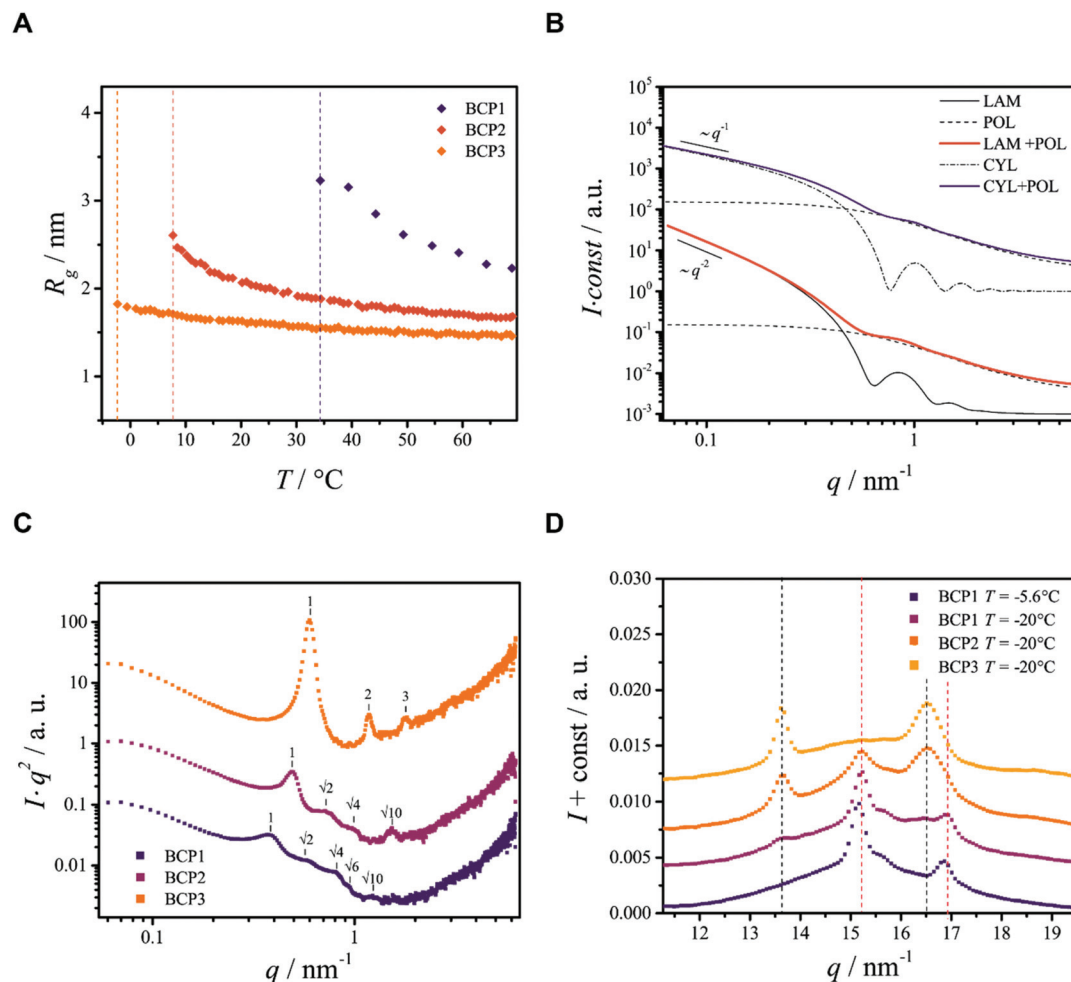 A
R_g / nm
4
3
2
1
BCP1
BCP2
BCP3
0 10 20 30 40 50 60
T / °C
B
I·const / a.u.
10^5
10^4
10^3
10^2
10^1
10^0
10^-1
10^-2
10^-3
~q^-1
~q^-2
LAM
POL
LAM +POL
CYL
CYL+POL
0.1 1
q / nm^-1
C
I·q^2 / a. u.
100
10
1
0.1
0.01
1
2
3
1
√2
√4
√10
1
√2
√4
√6
√10
BCP1
BCP2
BCP3
0.1 1
q / nm^-1
D
I + const / a. u.
0.030
0.025
0.020
0.015
0.010
0.005
0.000
BCP1 T = -5.6°C
BCP1 T = -20°C
BCP2 T = -20°C
BCP3 T = -20°C
12 13 14 15 16 17 18 19
q / nm^-1